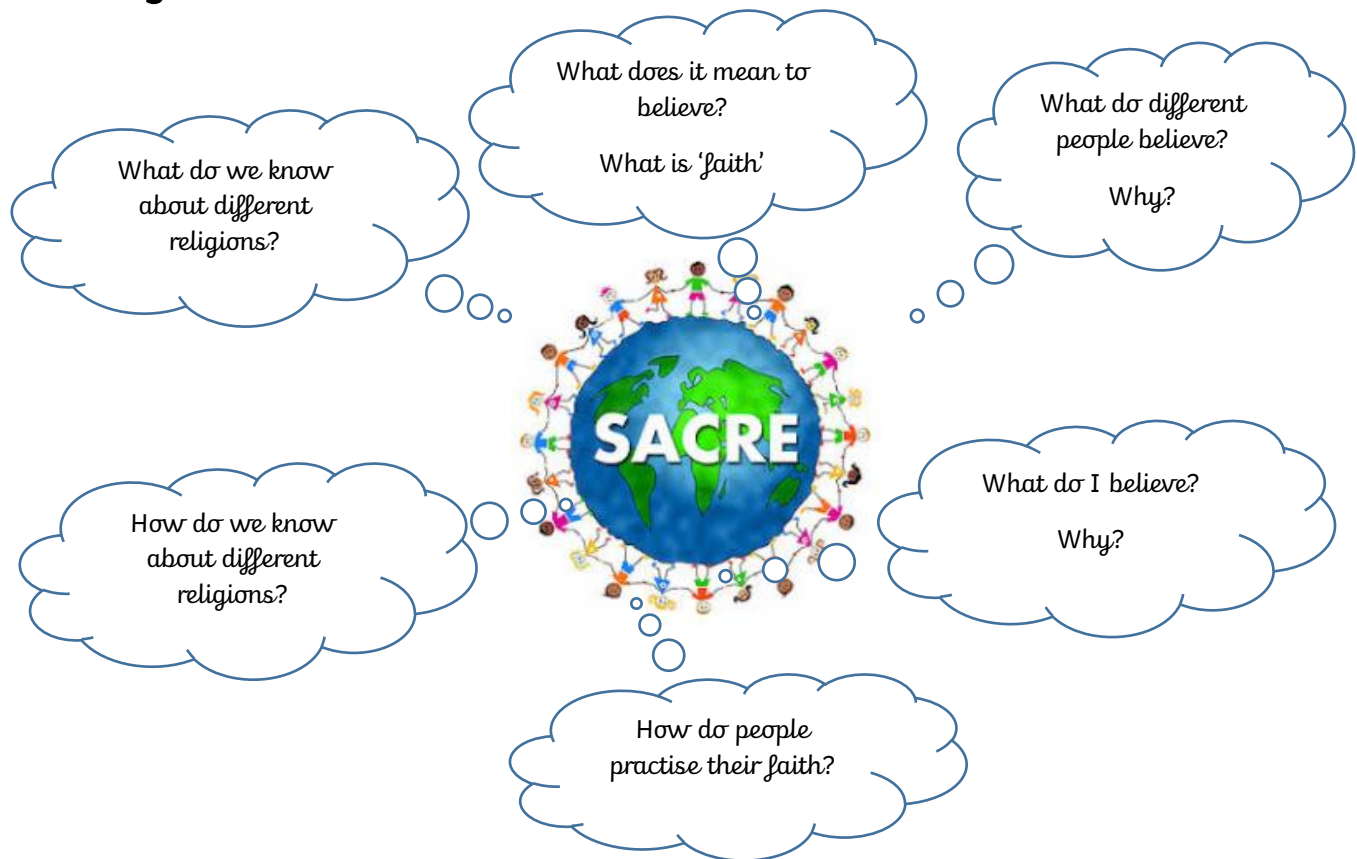 What does it mean to
believe?
What is ‘faith’
What do different
people believe?
Why?
What do we know
about different
religions?
SACRE
What do I believe?
Why?
How do we know
about different
religions?
How do people
practise their faith?